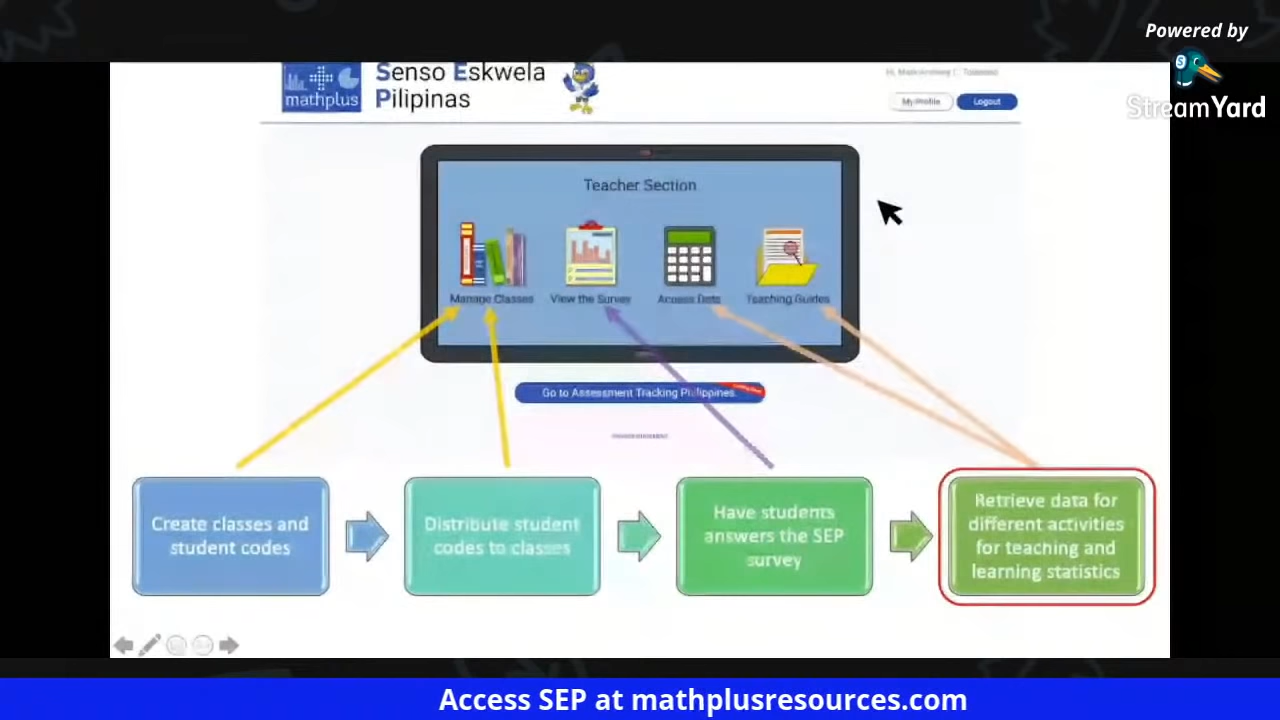 Powered by
StreamYard
mathplus
Senso Eskwela
Pilipinas
My Profile
Logout
Teacher Section
Manage Classes
View the Survey
Access Data
Teaching Guides
Go to Assessment Tracking Philippines
Create classes and
student codes
Distribute student
codes to classes
Have students
answers the SEP
survey
Retrieve data for
different activities
for teaching and
learning statistics
Access SEP at mathplusresources.com